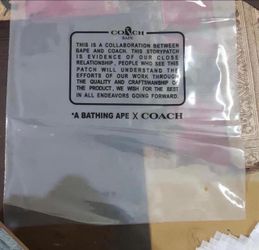 COACH
BAPE
THIS IS A COLLABORATION BETWEEN
BAPE AND COACH. THIS STORYPATCH
IS EVIDENCE OF OUR CLOSE
RELATIONSHIP, PEOPLE WHO SEE THIS
PATCH WILL UNDERSTAND THE
EFFORTS OF OUR WORK THROUGH
THE QUALITY AND CRAFTSMANSHIP OF
THE PRODUCT, WE WISH FOR THE BEST
IN ALL ENDEAVORS GOING FORWARD.
*A BATHING APE X COACH